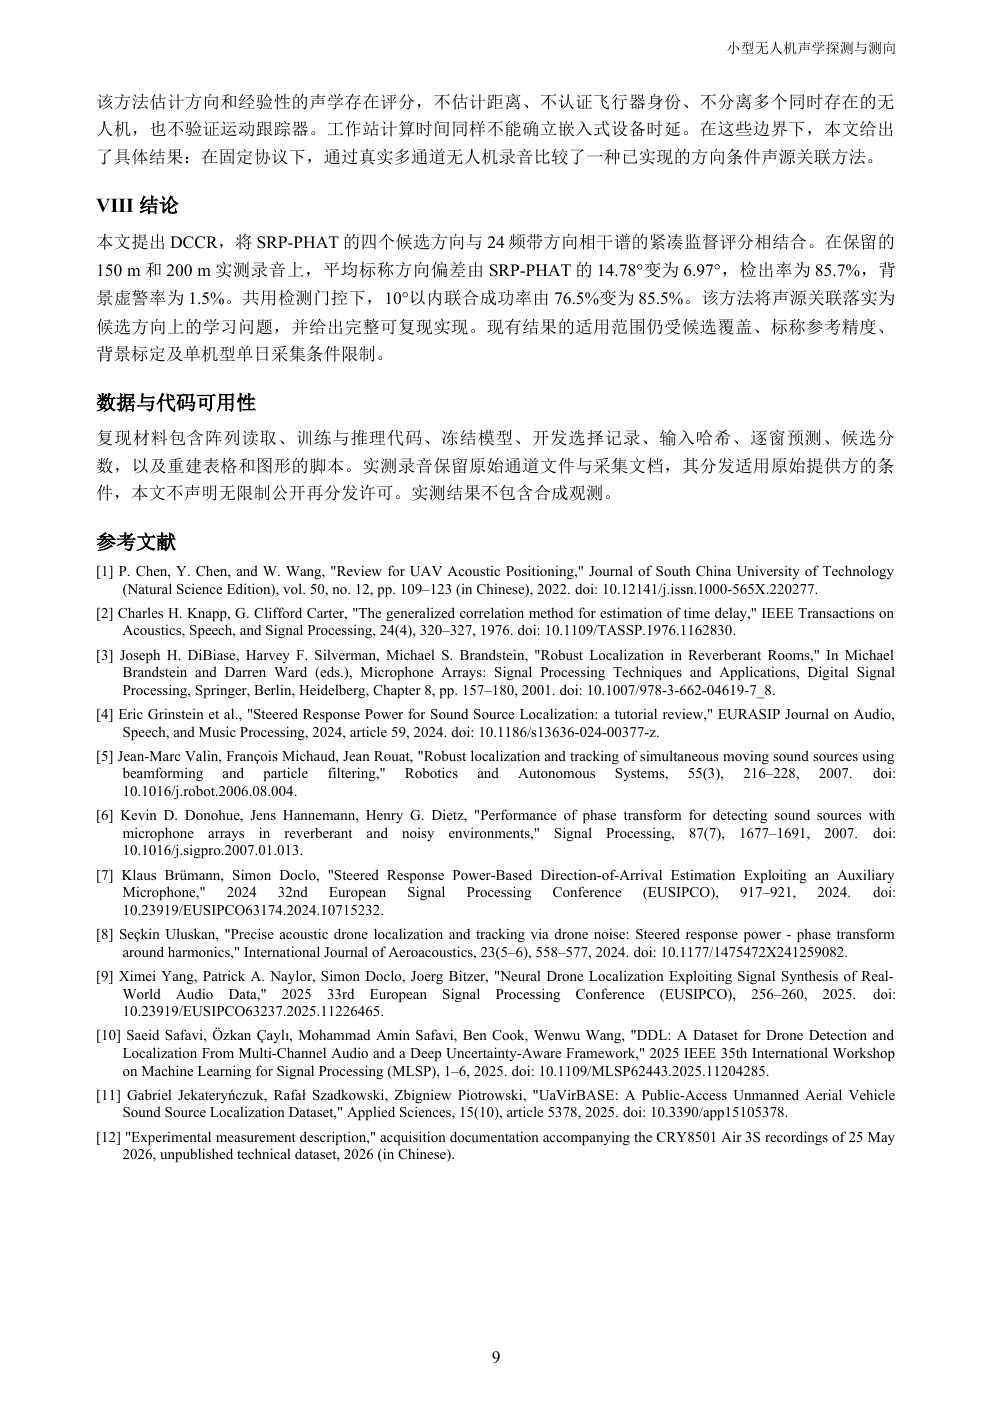 小型无人机声学探测与测向
该方法估计方向和经验性的声学存在评分，不估计距离、不认证飞行器身份、不分离多个同时存在的无
人机，也不验证运动跟踪器。工作站计算时间同样不能确立嵌入式设备时延。在这些边界下，本文给出
了具体结果：在固定协议下，通过真实多通道无人机录音比较了一种已实现的方向条件声源关联方法。
VIII 结论
本文提出 DCCR，将 SRP-PHAT 的四个候选方向与 24 频带方向相干谱的紧凑监督评分相结合。在保留的
150 m 和 200 m 实测录音上，平均标称方向偏差由 SRP-PHAT 的 14.78°变为 6.97°，检出率为 85.7%，背
景虚警率为 1.5%。共用检测门控下，10°以内联合成功率由 76.5%变为 85.5%。该方法将声源关联落实为
候选方向上的学习问题，并给出完整可复现实现。现有结果的适用范围仍受候选覆盖、标称参考精度、
背景标定及单机型单日采集条件限制。
数据与代码可用性
复现材料包含阵列读取、训练与推理代码、冻结模型、开发选择记录、输入哈希、逐窗预测、候选分
数，以及重建表格和图形的脚本。实测录音保留原始通道文件与采集文档，其分发适用原始提供方的条
件，本文不声明无限制公开再分发许可。实测结果不包含合成观测。
参考文献
[1] P. Chen, Y. Chen, and W. Wang, "Review for UAV Acoustic Positioning," Journal of South China University of Technology
(Natural Science Edition), vol. 50, no. 12, pp. 109–123 (in Chinese), 2022. doi: 10.12141/j.issn.1000-565X.220277.
[2] Charles H. Knapp, G. Clifford Carter, "The generalized correlation method for estimation of time delay," IEEE Transactions on
Acoustics, Speech, and Signal Processing, 24(4), 320–327, 1976. doi: 10.1109/TASSP.1976.1162830.
[3] Joseph H. DiBiase, Harvey F. Silverman, Michael S. Brandstein, "Robust Localization in Reverberant Rooms," In Michael
Brandstein and Darren Ward (eds.), Microphone Arrays: Signal Processing Techniques and Applications, Digital Signal
Processing, Springer, Berlin, Heidelberg, Chapter 8, pp. 157–180, 2001. doi: 10.1007/978-3-662-04619-7_8.
[4] Eric Grinstein et al., "Steered Response Power for Sound Source Localization: a tutorial review," EURASIP Journal on Audio,
Speech, and Music Processing, 2024, article 59, 2024. doi: 10.1186/s13636-024-00377-z.
[5] Jean-Marc Valin, François Michaud, Jean Rouat, "Robust localization and tracking of simultaneous moving sound sources using
beamforming and particle filtering," Robotics and Autonomous Systems, 55(3), 216–228, 2007. doi:
10.1016/j.robot.2006.08.004.
[6] Kevin D. Donohue, Jens Hannemann, Henry G. Dietz, "Performance of phase transform for detecting sound sources with
microphone arrays in reverberant and noisy environments," Signal Processing, 87(7), 1677–1691, 2007. doi:
10.1016/j.sigpro.2007.01.013.
[7] Klaus Brümann, Simon Doclo, "Steered Response Power-Based Direction-of-Arrival Estimation Exploiting an Auxiliary
Microphone," 2024 32nd European Signal Processing Conference (EUSIPCO), 917–921, 2024. doi:
10.23919/EUSIPCO63174.2024.10715232.
[8] Seçkin Uluskan, "Precise acoustic drone localization and tracking via drone noise: Steered response power - phase transform
around harmonics," International Journal of Aeroacoustics, 23(5–6), 558–577, 2024. doi: 10.1177/1475472X241259082.
[9] Ximei Yang, Patrick A. Naylor, Simon Doclo, Joerg Bitzer, "Neural Drone Localization Exploiting Signal Synthesis of Real-
World Audio Data," 2025 33rd European Signal Processing Conference (EUSIPCO), 256–260, 2025. doi:
10.23919/EUSIPCO63237.2025.11226465.
[10] Saeid Safavi, Özkan Çaylı, Mohammad Amin Safavi, Ben Cook, Wenwu Wang, "DDL: A Dataset for Drone Detection and
Localization From Multi-Channel Audio and a Deep Uncertainty-Aware Framework," 2025 IEEE 35th International Workshop
on Machine Learning for Signal Processing (MLSP), 1–6, 2025. doi: 10.1109/MLSP62443.2025.11204285.
[11] Gabriel Jekateryńczuk, Rafał Szadkowski, Zbigniew Piotrowski, "UaVirBASE: A Public-Access Unmanned Aerial Vehicle
Sound Source Localization Dataset," Applied Sciences, 15(10), article 5378, 2025. doi: 10.3390/app15105378.
[12] "Experimental measurement description," acquisition documentation accompanying the CRY8501 Air 3S recordings of 25 May
2026, unpublished technical dataset, 2026 (in Chinese).
9